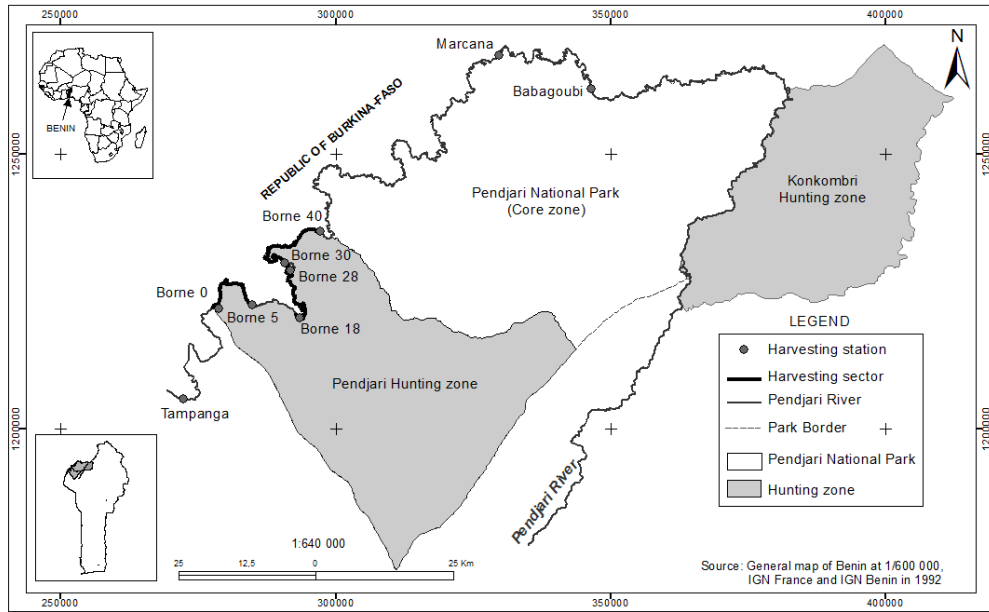 250000 300000 350000 400000
N
BENIN
Marcana
Babagoubi
REPUBLIC OF BURKINA-FASO
1250000
1250000
Pendjari National Park
(Core zone)
Konkombri
Hunting zone
Borne 40
Borne 30
Borne 28
Borne 0
Borne 5
Borne 18
Pendjari Hunting zone
Tampanga
1200000
1200000
Pendjari River
LEGEND
Harvesting station
Harvesting sector
Pendjari River
Park Border
Pendjari National Park
Hunting zone
1:640 000
25 12,5 0 25 Km
Source: General map of Benin at 1/600 000,
IGN France and IGN Benin in 1992
250000 300000 350000 400000